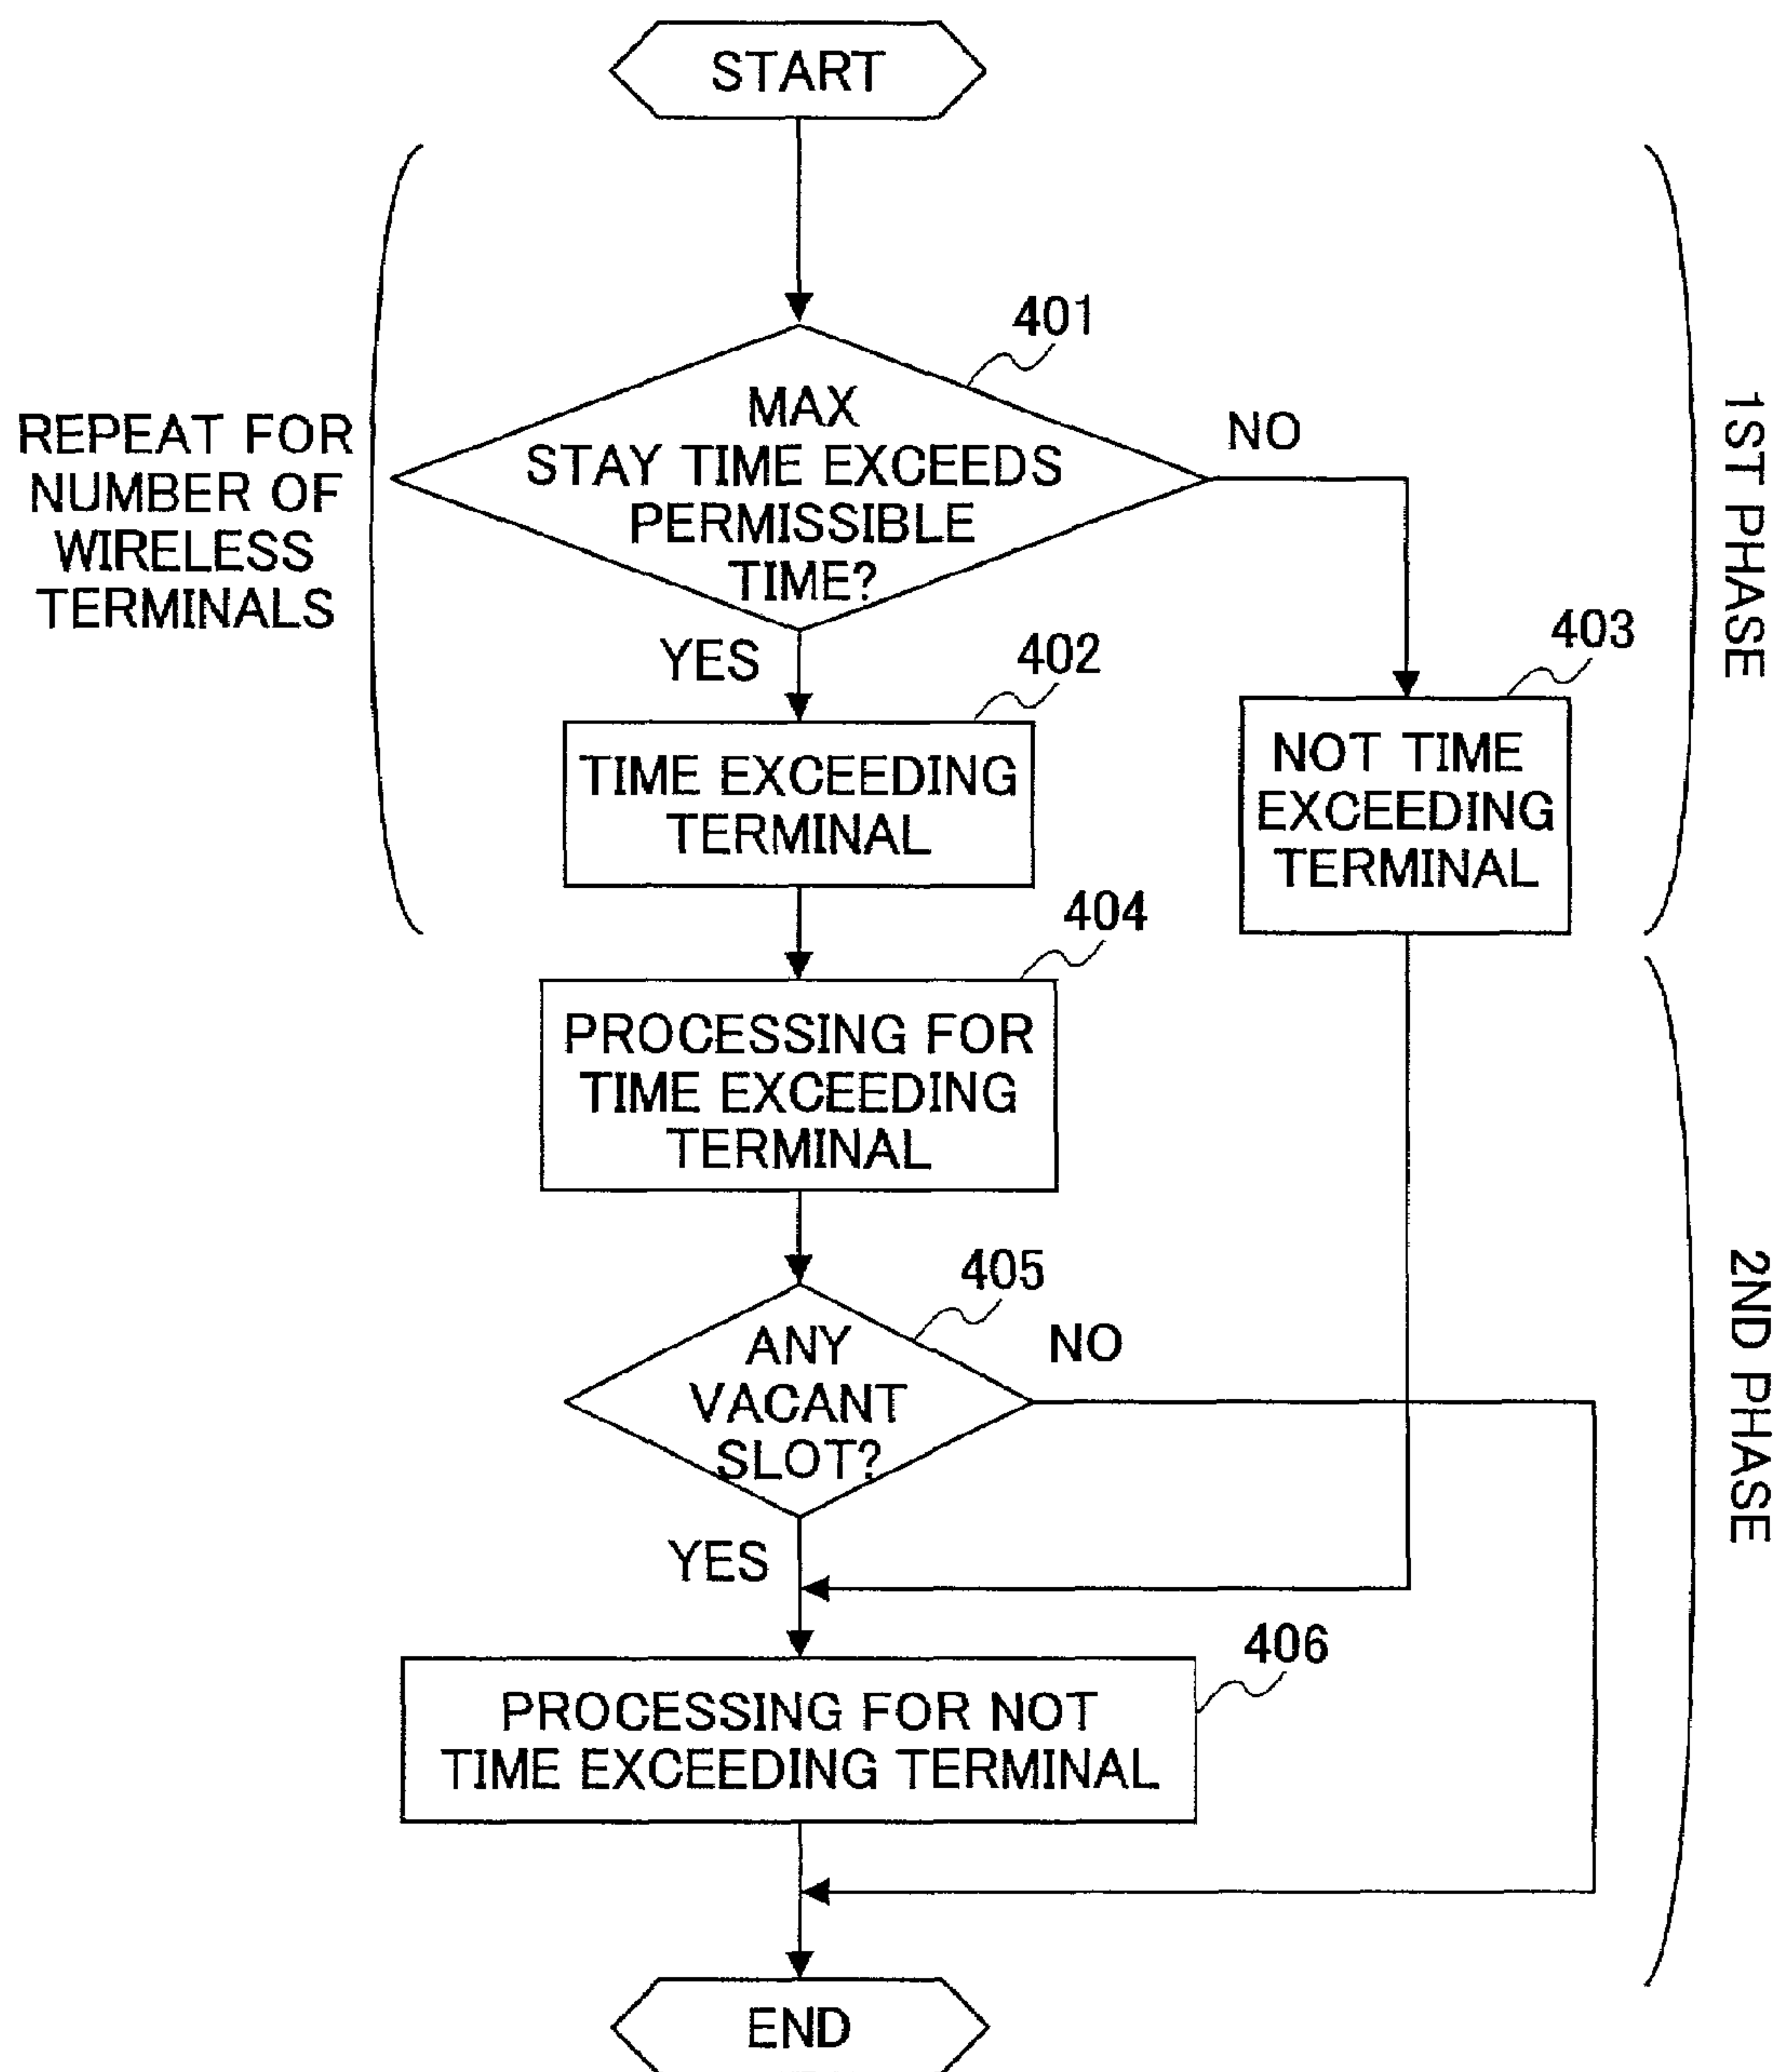 START
401
MAX
STAY TIME EXCEEDS
PERMISSIBLE
TIME?
NO
REPEAT FOR
NUMBER OF
WIRELESS
TERMINALS
1ST PHASE
YES
402
TIME EXCEEDING
TERMINAL
403
NOT TIME
EXCEEDING
TERMINAL
404
PROCESSING FOR
TIME EXCEEDING
TERMINAL
405
ANY
VACANT
SLOT?
NO
2ND PHASE
YES
406
PROCESSING FOR NOT
TIME EXCEEDING TERMINAL
END